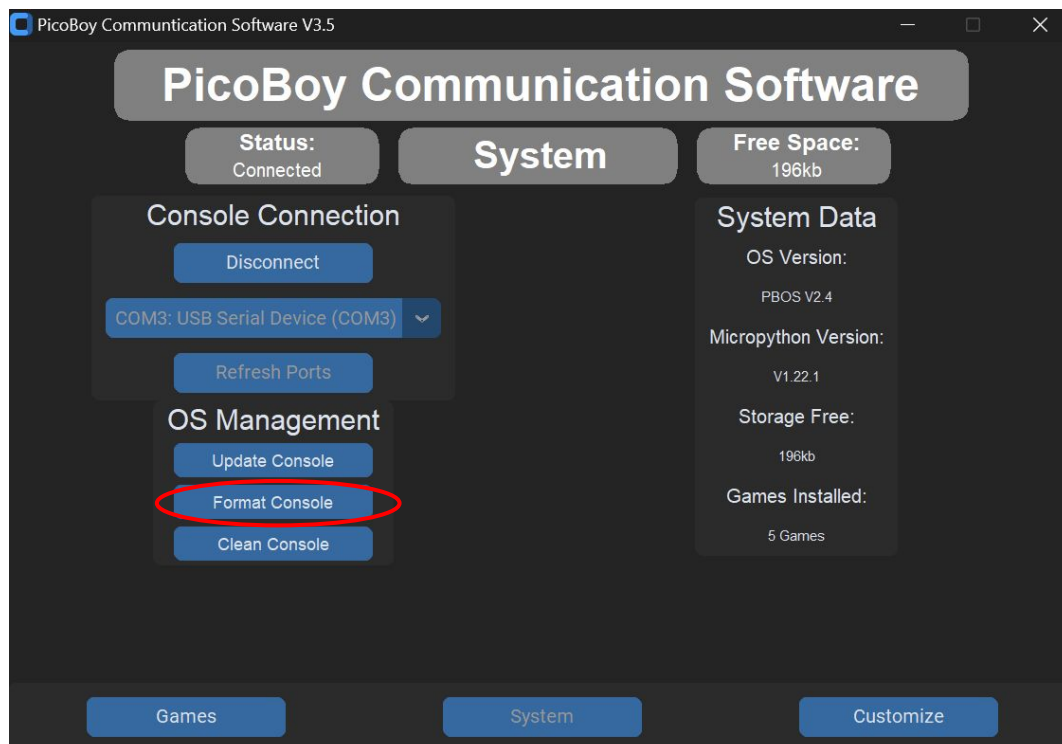 PicoBoy Communtication Software V3.5
PicoBoy Communication Software
Status:
Connected
System
Free Space:
196kb
Console Connection
Disconnect
COM3: USB Serial Device (COM3)
Refresh Ports
OS Management
Update Console
Format Console
Clean Console
System Data
OS Version:
PBOS V2.4
Micropython Version:
V1.22.1
Storage Free:
196kb
Games Installed:
5 Games
Games
System
Customize